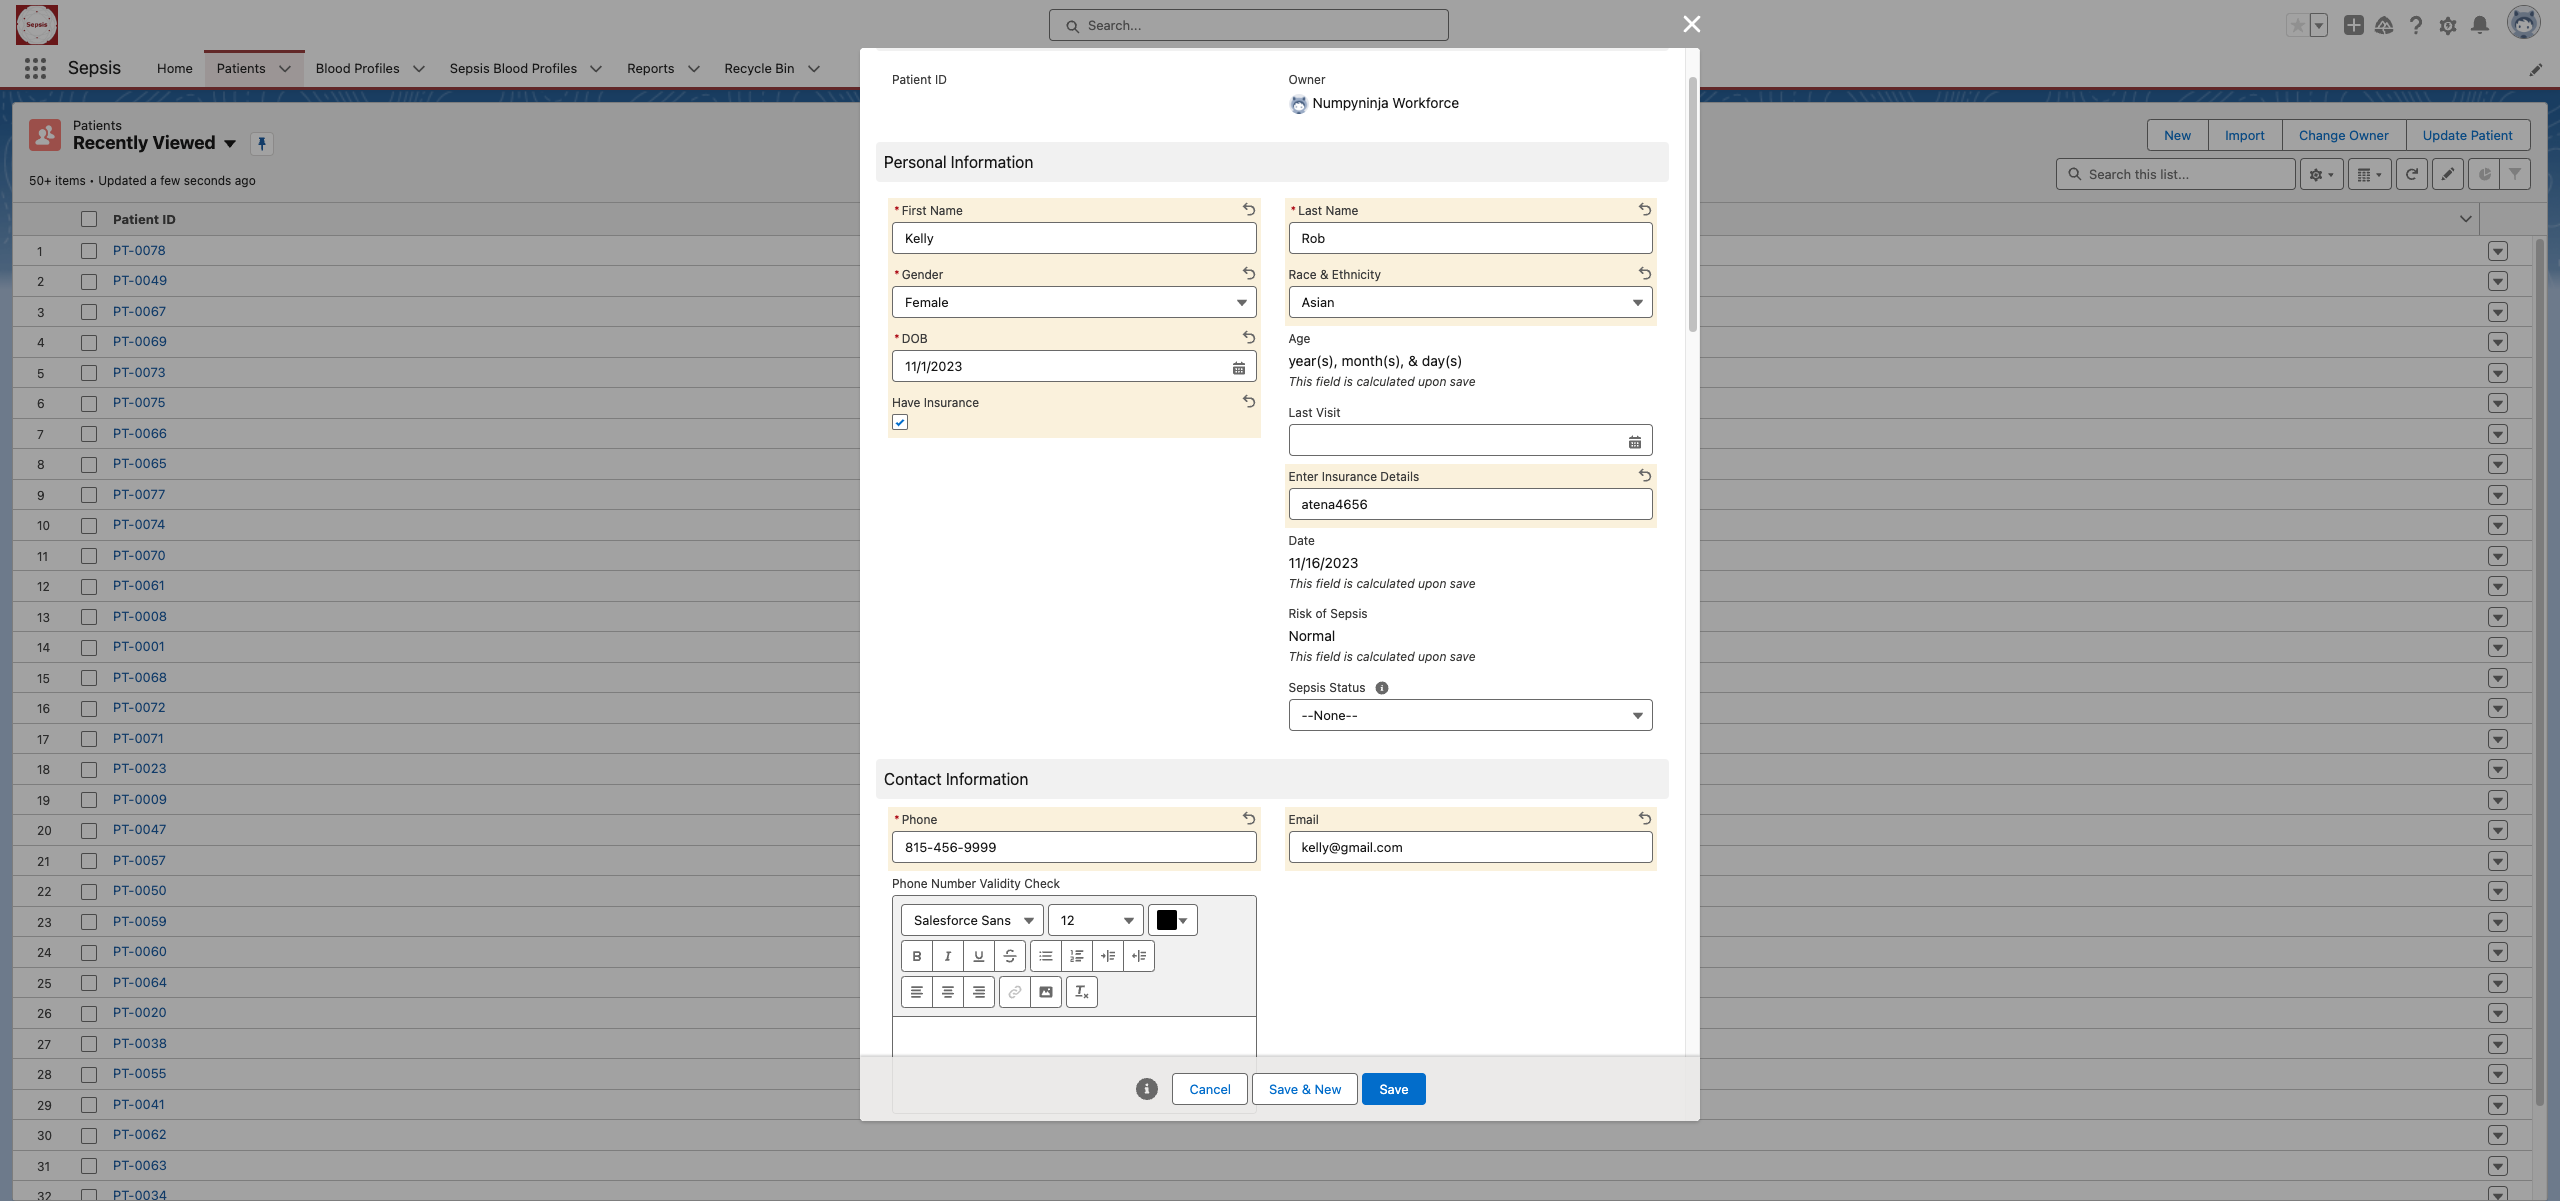 Sepsis
Search...
Sepsis
Home
Patients
Blood Profiles
Sepsis Blood Profiles
Reports
Recycle Bin
Patients
Recently Viewed
50+ items • Updated a few seconds ago
New
Import
Change Owner
Update Patient
Search this list...
Patient ID
1 PT-0078
2 PT-0049
3 PT-0067
4 PT-0069
5 PT-0073
6 PT-0075
7 PT-0066
8 PT-0065
9 PT-0077
10 PT-0074
11 PT-0070
12 PT-0061
13 PT-0008
14 PT-0001
15 PT-0068
16 PT-0072
17 PT-0071
18 PT-0023
19 PT-0009
20 PT-0047
21 PT-0057
22 PT-0050
23 PT-0059
24 PT-0060
25 PT-0064
26 PT-0020
27 PT-0038
28 PT-0055
29 PT-0041
30 PT-0062
31 PT-0063
32 PT-0034
Patient ID
Owner
Numpyninja Workforce
Personal Information
* First Name
Kelly
* Last Name
Rob
* Gender
Female
Race & Ethnicity
Asian
* DOB
11/1/2023
Age
year(s), month(s), & day(s)
This field is calculated upon save
Have Insurance
Last Visit
Enter Insurance Details
atena4656
Date
11/16/2023
This field is calculated upon save
Risk of Sepsis
Normal
This field is calculated upon save
Sepsis Status
--None--
Contact Information
* Phone
815-456-9999
Email
kelly@gmail.com
Phone Number Validity Check
Salesforce Sans
12
B I U S
Cancel
Save & New
Save